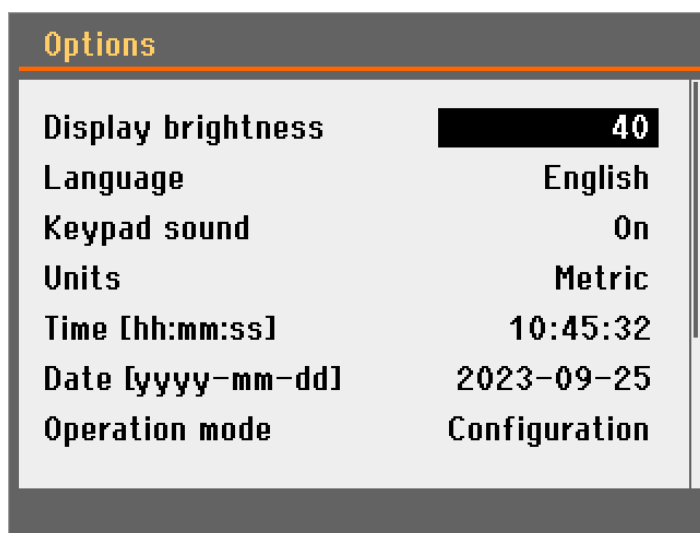 Options
Display brightness 40
Language English
Keypad sound On
Units Metric
Time [hh:mm:ss] 10:45:32
Date [yyyy-mm-dd] 2023-09-25
Operation mode Configuration